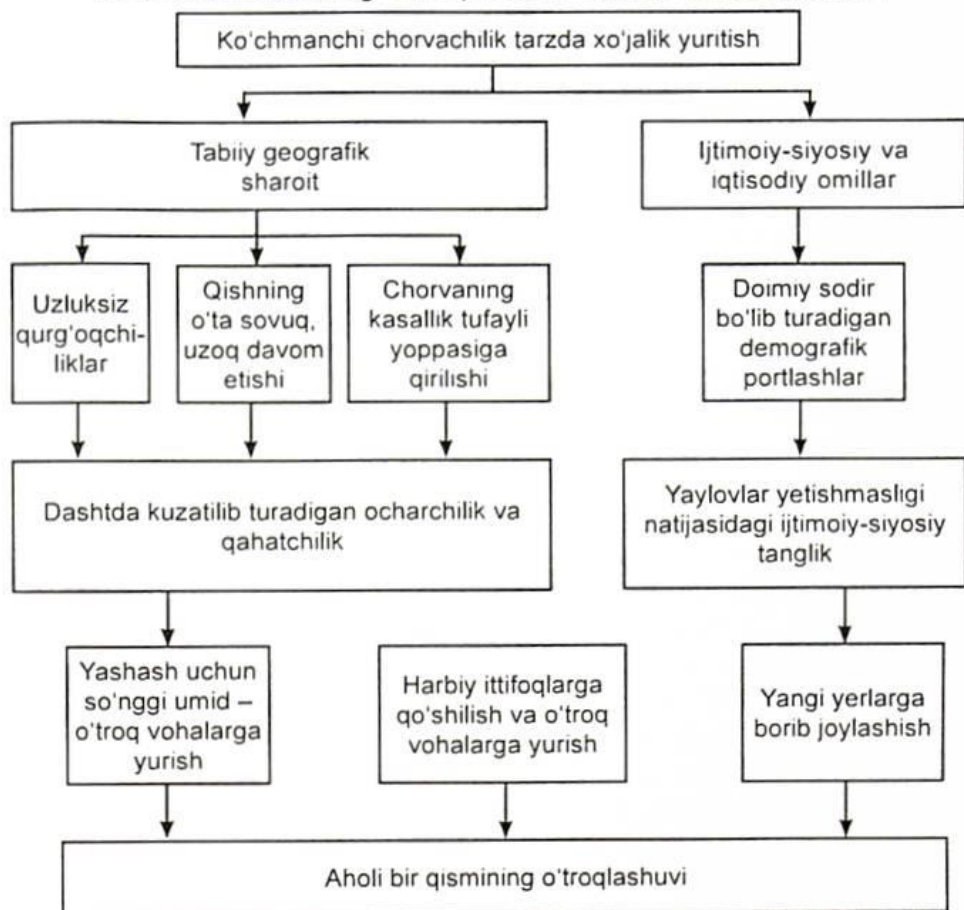 Ko'chmanchi chorvachilik tarzda xo'jalik yuritish
Tabiiy geografik
sharoit
Ijtimoiy-siyosiy va
iqtisodiy omillar
Uzluksiz
qurg'oqchi-
liklar
Qishning
o'ta sovuq,
uzoq davom
etishi
Chorvaning
kasallik tufayli
yoppasiga
qirilishi
Doimiy sodir
bo'lib turadigan
demografik
portlashlar
Dashtda kuzatilib turadigan ocharchilik va
qahatchilik
Yaylovlar yetishmasligi
natijasidagi ijtimoiy-siyosiy
tanglik
Yashash uchun
so'nggi umid –
o'troq vohalarga
yurish
Harbiy ittifoqlarga
qo'shilish va o'troq
vohalarga yurish
Yangi yerlarga
borib joylashish
Aholi bir qismining o'troqlashuvi